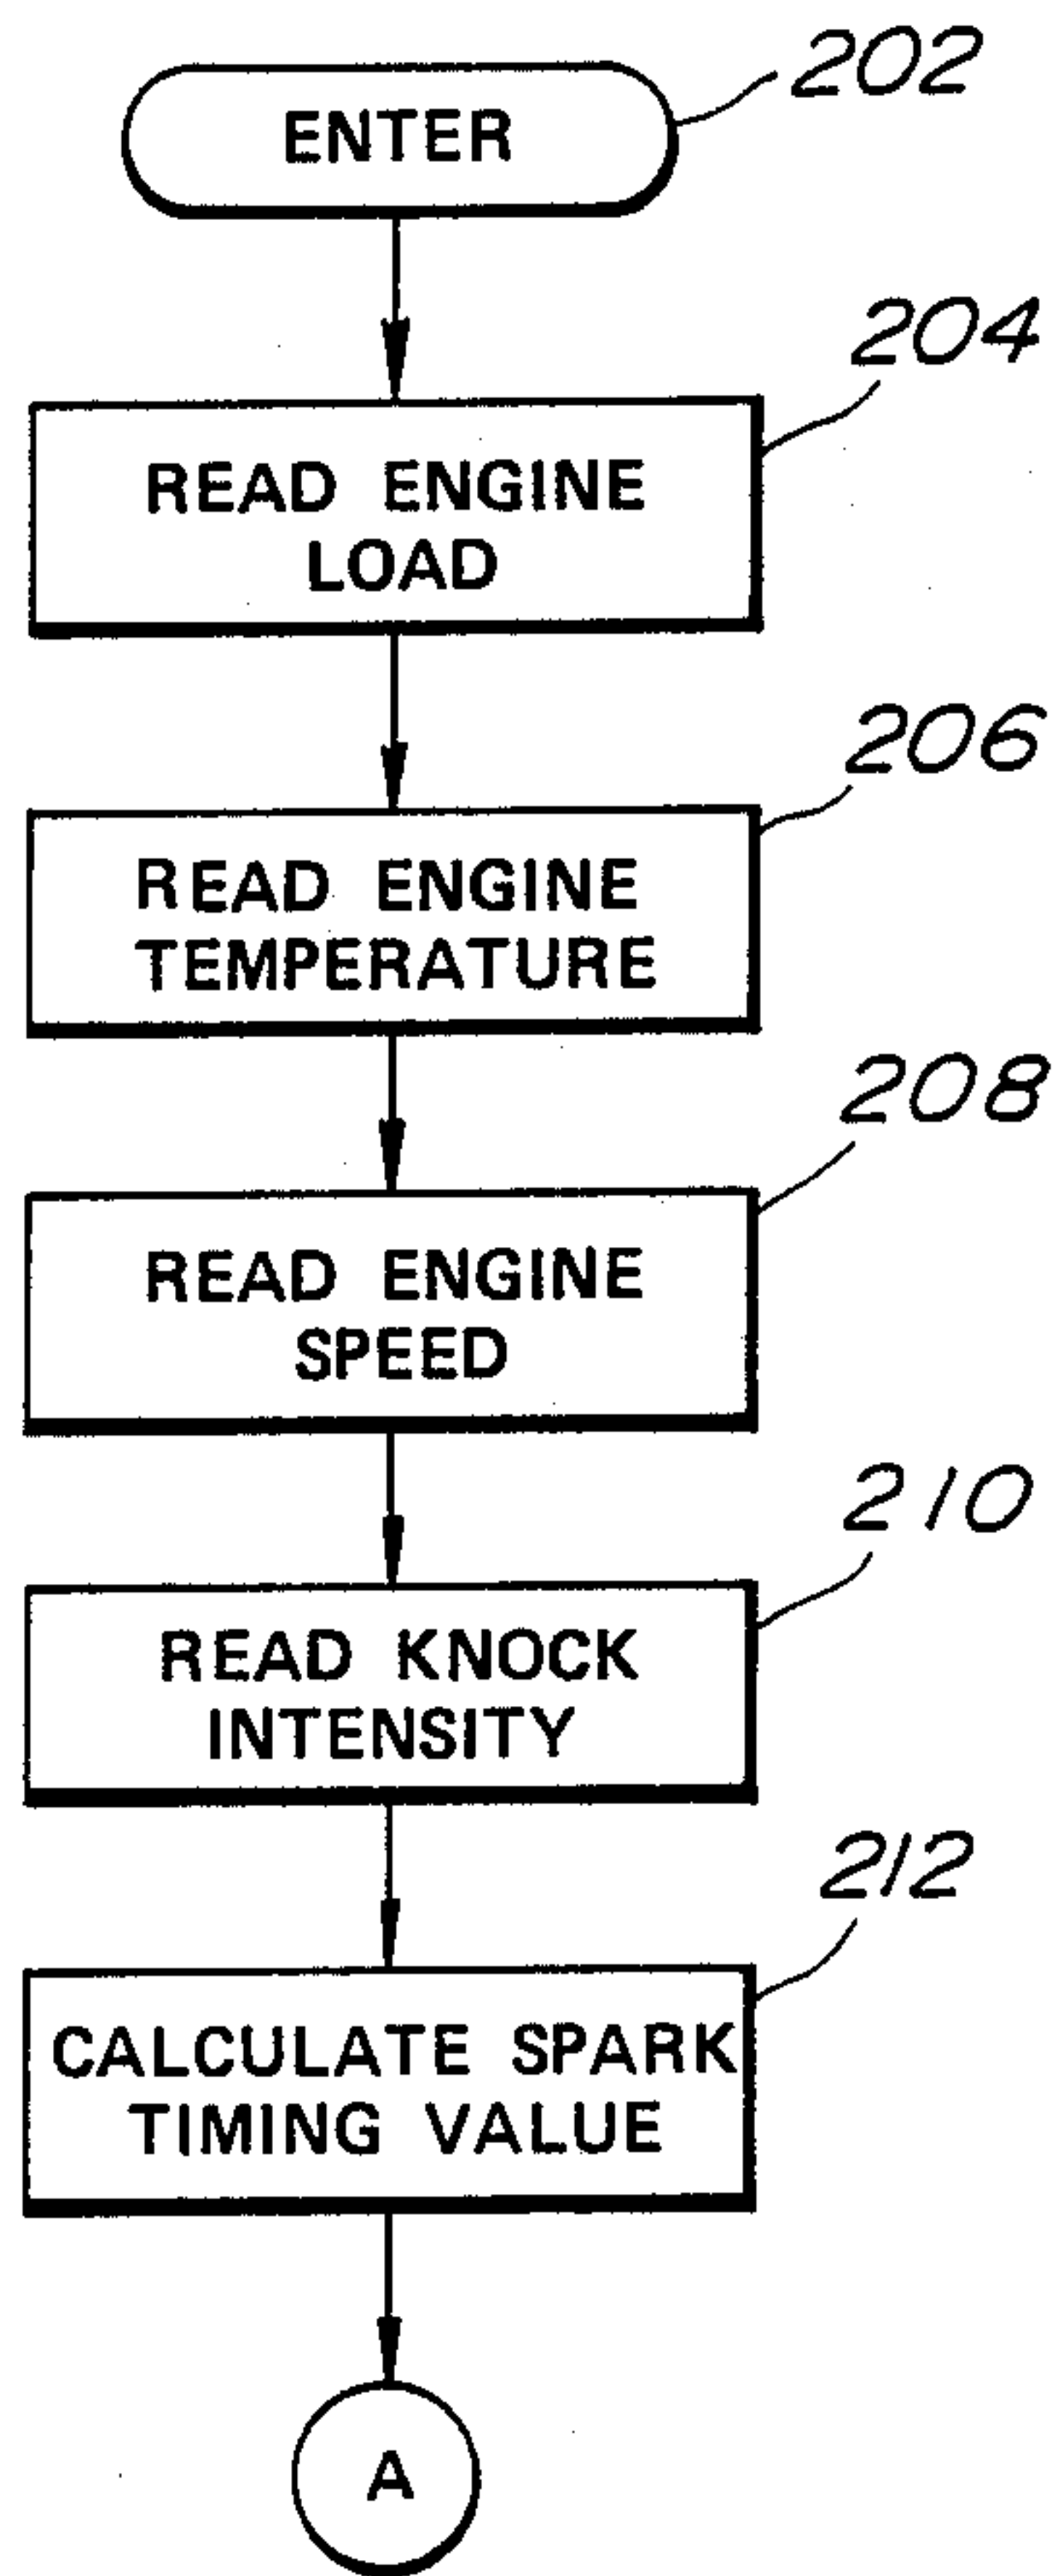 202
ENTER
204
READ ENGINE
LOAD
206
READ ENGINE
TEMPERATURE
208
READ ENGINE
SPEED
210
READ KNOCK
INTENSITY
212
CALCULATE SPARK
TIMING VALUE
A